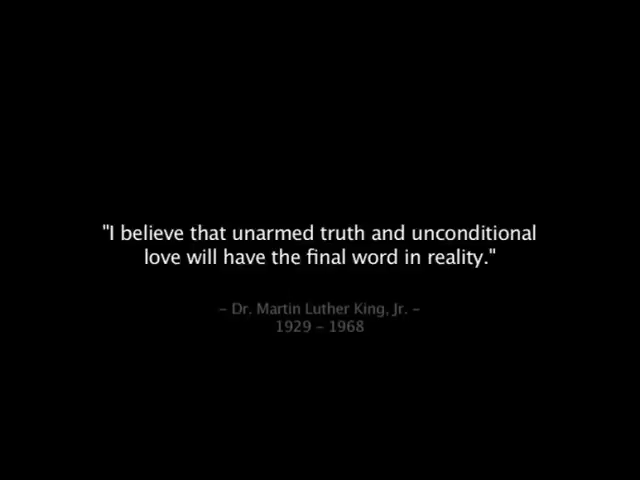 "I believe that unarmed truth and unconditional
love will have the final word in reality."
– Dr. Martin Luther King, Jr. –
1929 – 1968